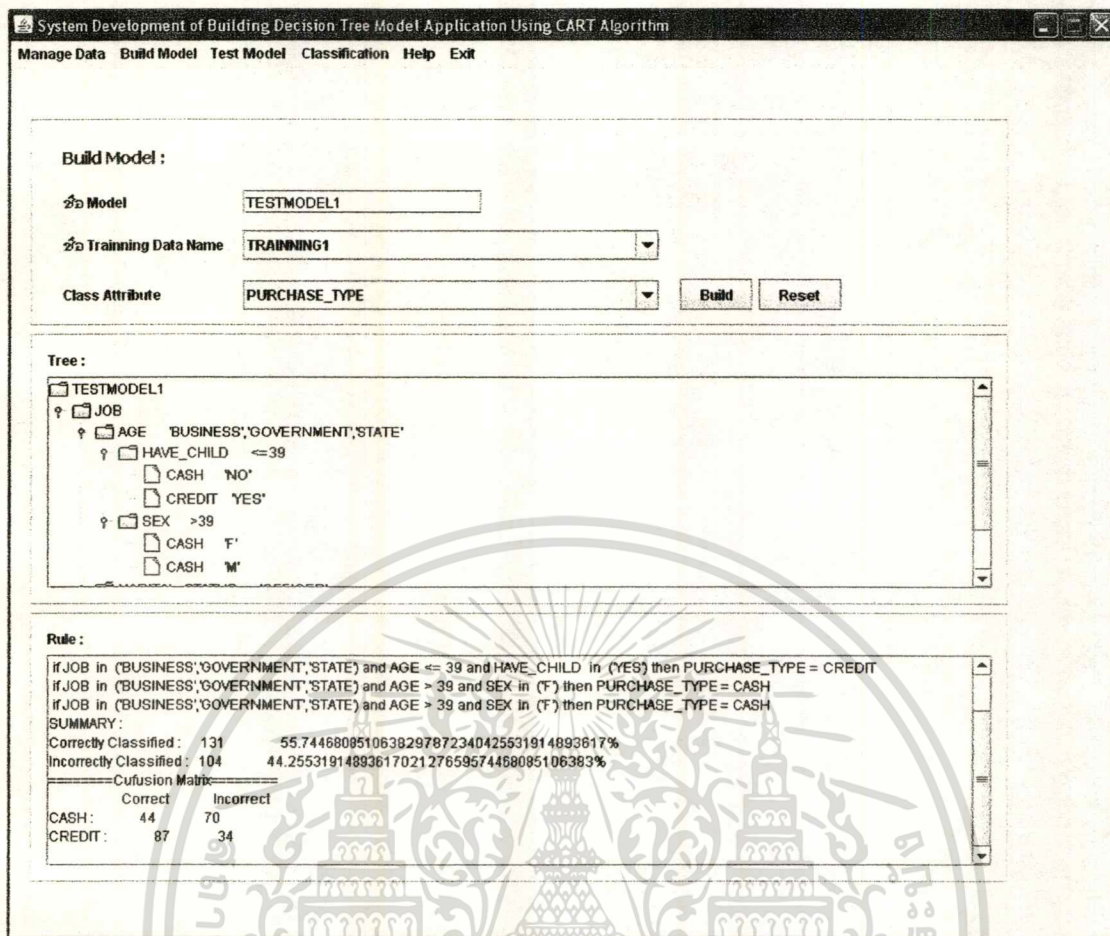 System Development of Building Decision Tree Model Application Using CART Algorithm
Manage Data Build Model Test Model Classification Help Exit
Build Model :
ชื่อ Model TESTMODEL1
ชื่อ Trainning Data Name TRAINNING1
Class Attribute PURCHASE_TYPE Build Reset
Tree :
TESTMODEL1
JOB
AGE 'BUSINESS','GOVERNMENT','STATE'
HAVE_CHILD <=39
CASH 'NO'
CREDIT 'YES'
SEX >39
CASH 'F'
CASH 'M'
Rule :
if JOB in ('BUSINESS','GOVERNMENT','STATE') and AGE <= 39 and HAVE_CHILD in ('YES') then PURCHASE_TYPE = CREDIT
if JOB in ('BUSINESS','GOVERNMENT','STATE') and AGE > 39 and SEX in ('F') then PURCHASE_TYPE = CASH
if JOB in ('BUSINESS','GOVERNMENT','STATE') and AGE > 39 and SEX in ('F') then PURCHASE_TYPE = CASH
SUMMARY :
Correctly Classified : 131 55.744680851063829787234042553191489361​7%
Incorrectly Classified : 104 44.2553191489361702127659574468085106383%
========Cufusion Matrix========
Correct Incorrect
CASH : 44 70
CREDIT : 87 34